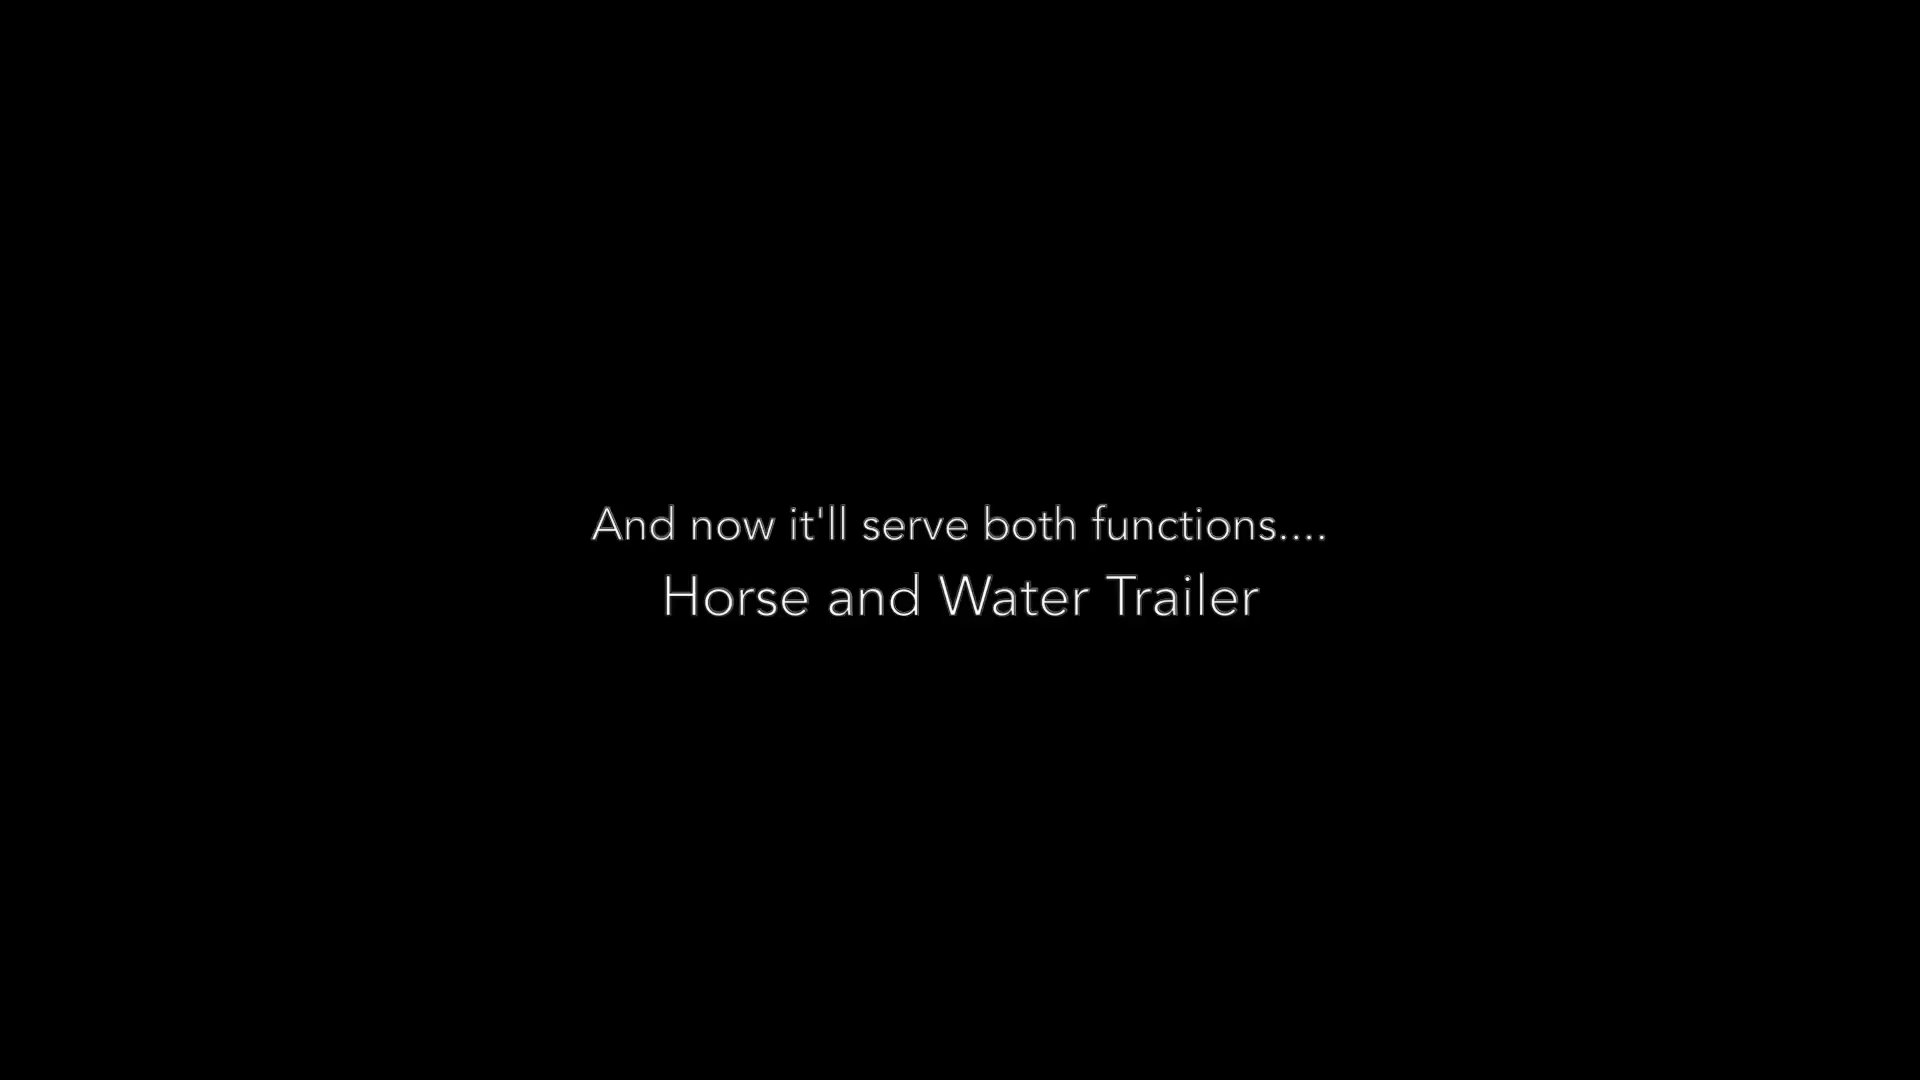 And now it'll serve both functions....
Horse and Water Trailer